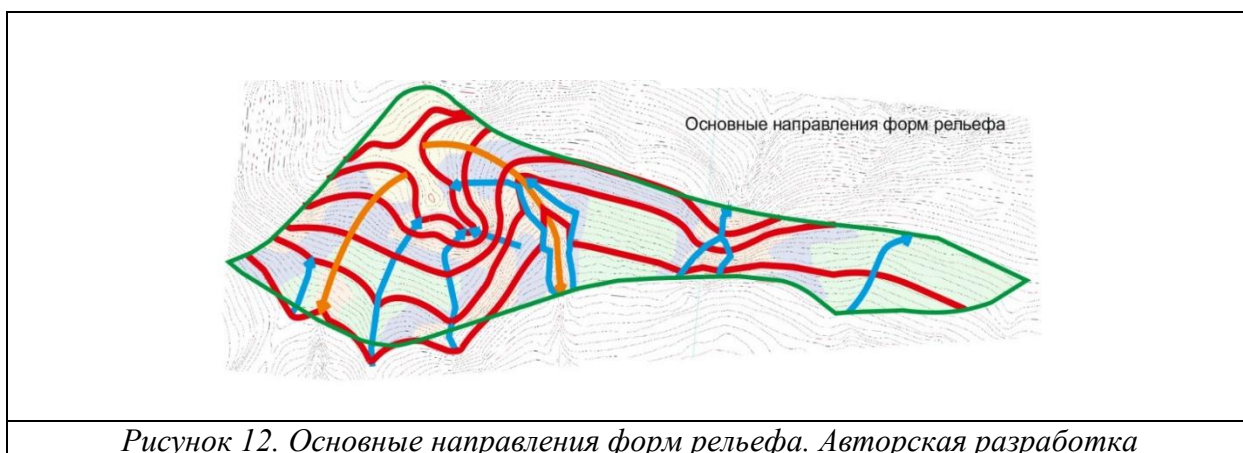 Основные направления форм рельефа
Рисунок 12. Основные направления форм рельефа. Авторская разработка